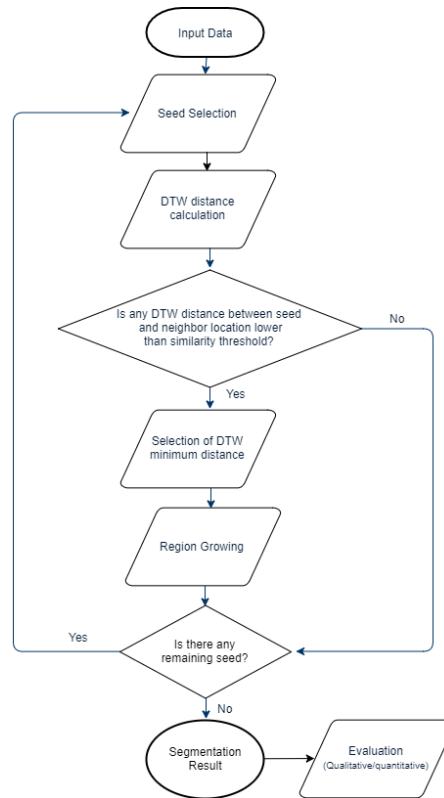 Input Data
Seed Selection
DTW distance
calculation
Is any DTW distance between seed
and neighbor location lower
than similarity threshold?
No
Yes
Selection of DTW
minimum distance
Region Growing
Yes
Is there any
remaining seed?
No
Segmentation
Result
Evaluation
(Qualitative/quantitative)